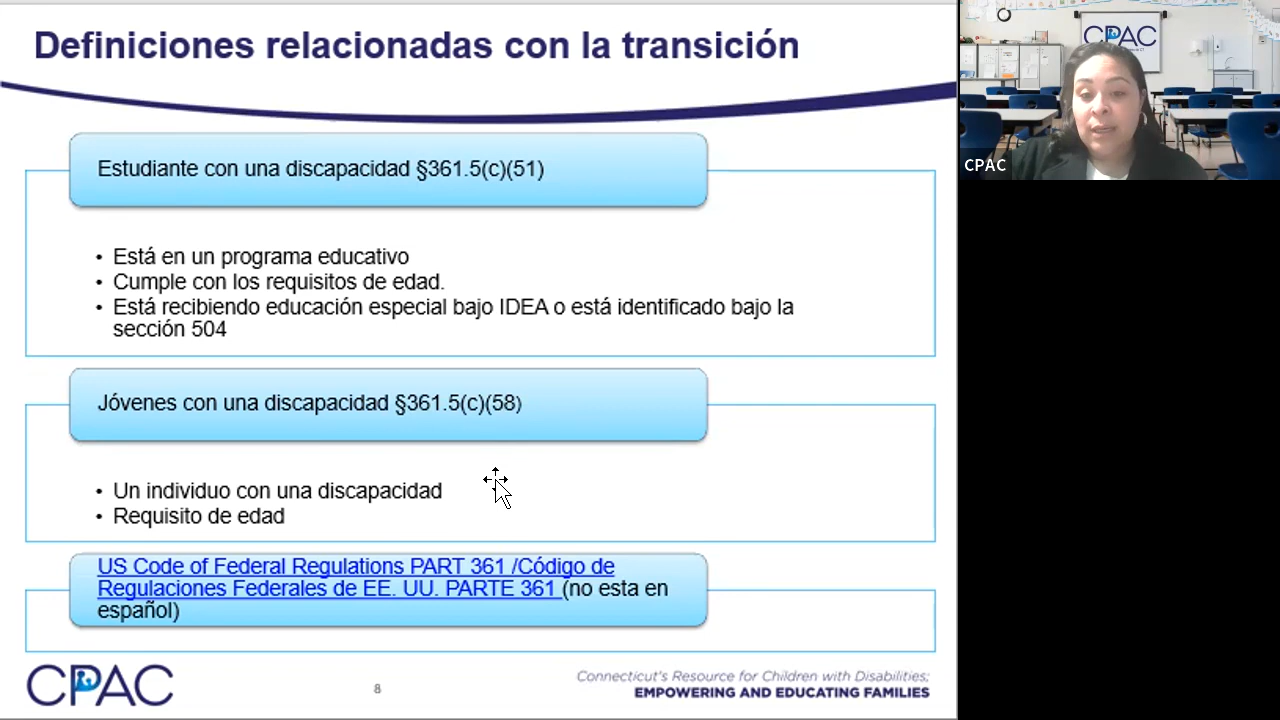 Definiciones relacionadas con la transición
CPAC
CPAC
Estudiante con una discapacidad §361.5(c)(51)
• Está en un programa educativo
• Cumple con los requisitos de edad.
• Está recibiendo educación especial bajo IDEA o está identificado bajo la
sección 504
Jóvenes con una discapacidad §361.5(c)(58)
• Un individuo con una discapacidad
• Requisito de edad
US Code of Federal Regulations PART 361 /Código de
Regulaciones Federales de EE. UU. PARTE 361 (no esta en
español)
CPAC
8
Connecticut's Resource for Children with Disabilities;
EMPOWERING AND EDUCATING FAMILIES